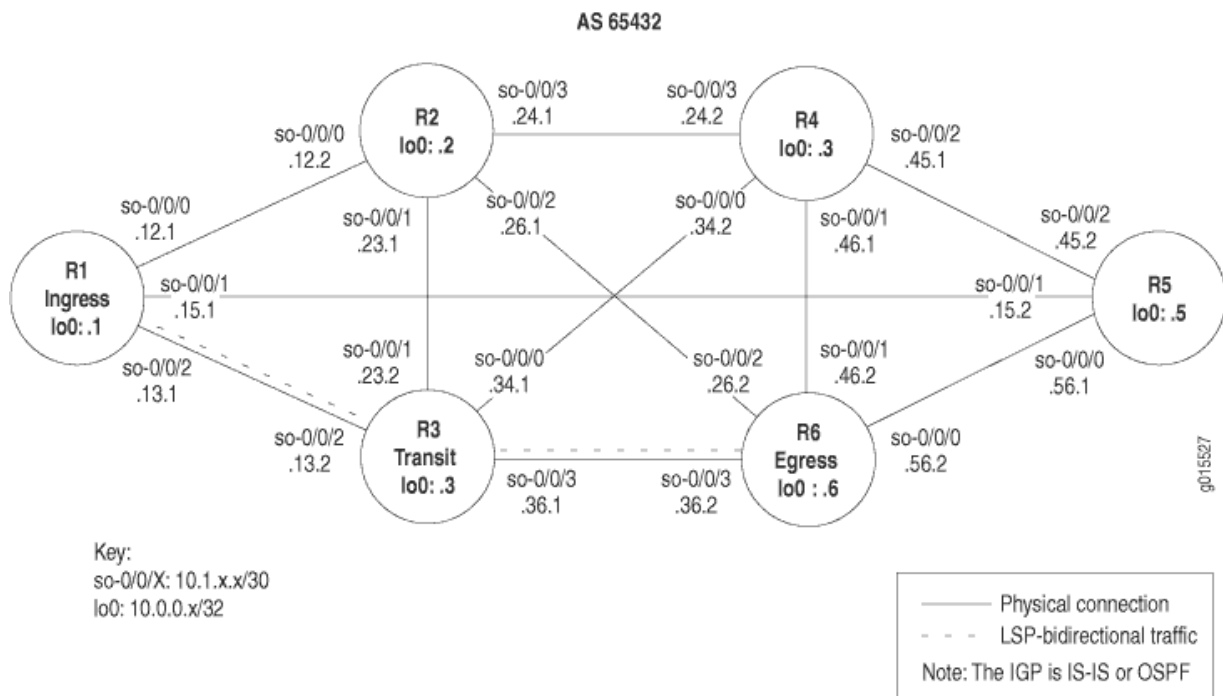 AS 65432
so-0/0/3
.24.1
so-0/0/3
.24.2
R2
lo0: .2
R4
lo0: .3
so-0/0/0
.12.2
so-0/0/2
.45.1
so-0/0/0
.12.1
so-0/0/1
.23.1
so-0/0/2
.26.1
so-0/0/0
.34.2
so-0/0/1
.46.1
so-0/0/2
.45.2
R1
Ingress
lo0: .1
so-0/0/1
.15.1
so-0/0/1
.15.2
R5
lo0: .5
so-0/0/2
.13.1
so-0/0/1
.23.2
so-0/0/0
.34.1
so-0/0/2
.26.2
so-0/0/1
.46.2
so-0/0/0
.56.1
so-0/0/2
.13.2
R3
Transit
lo0: .3
so-0/0/3
.36.1
so-0/0/3
.36.2
R6
Egress
lo0 : .6
so-0/0/0
.56.2
g015527
Key:
so-0/0/X: 10.1.x.x/30
lo0: 10.0.0.x/32
Physical connection
LSP-bidirectional traffic
Note: The IGP is IS-IS or OSPF